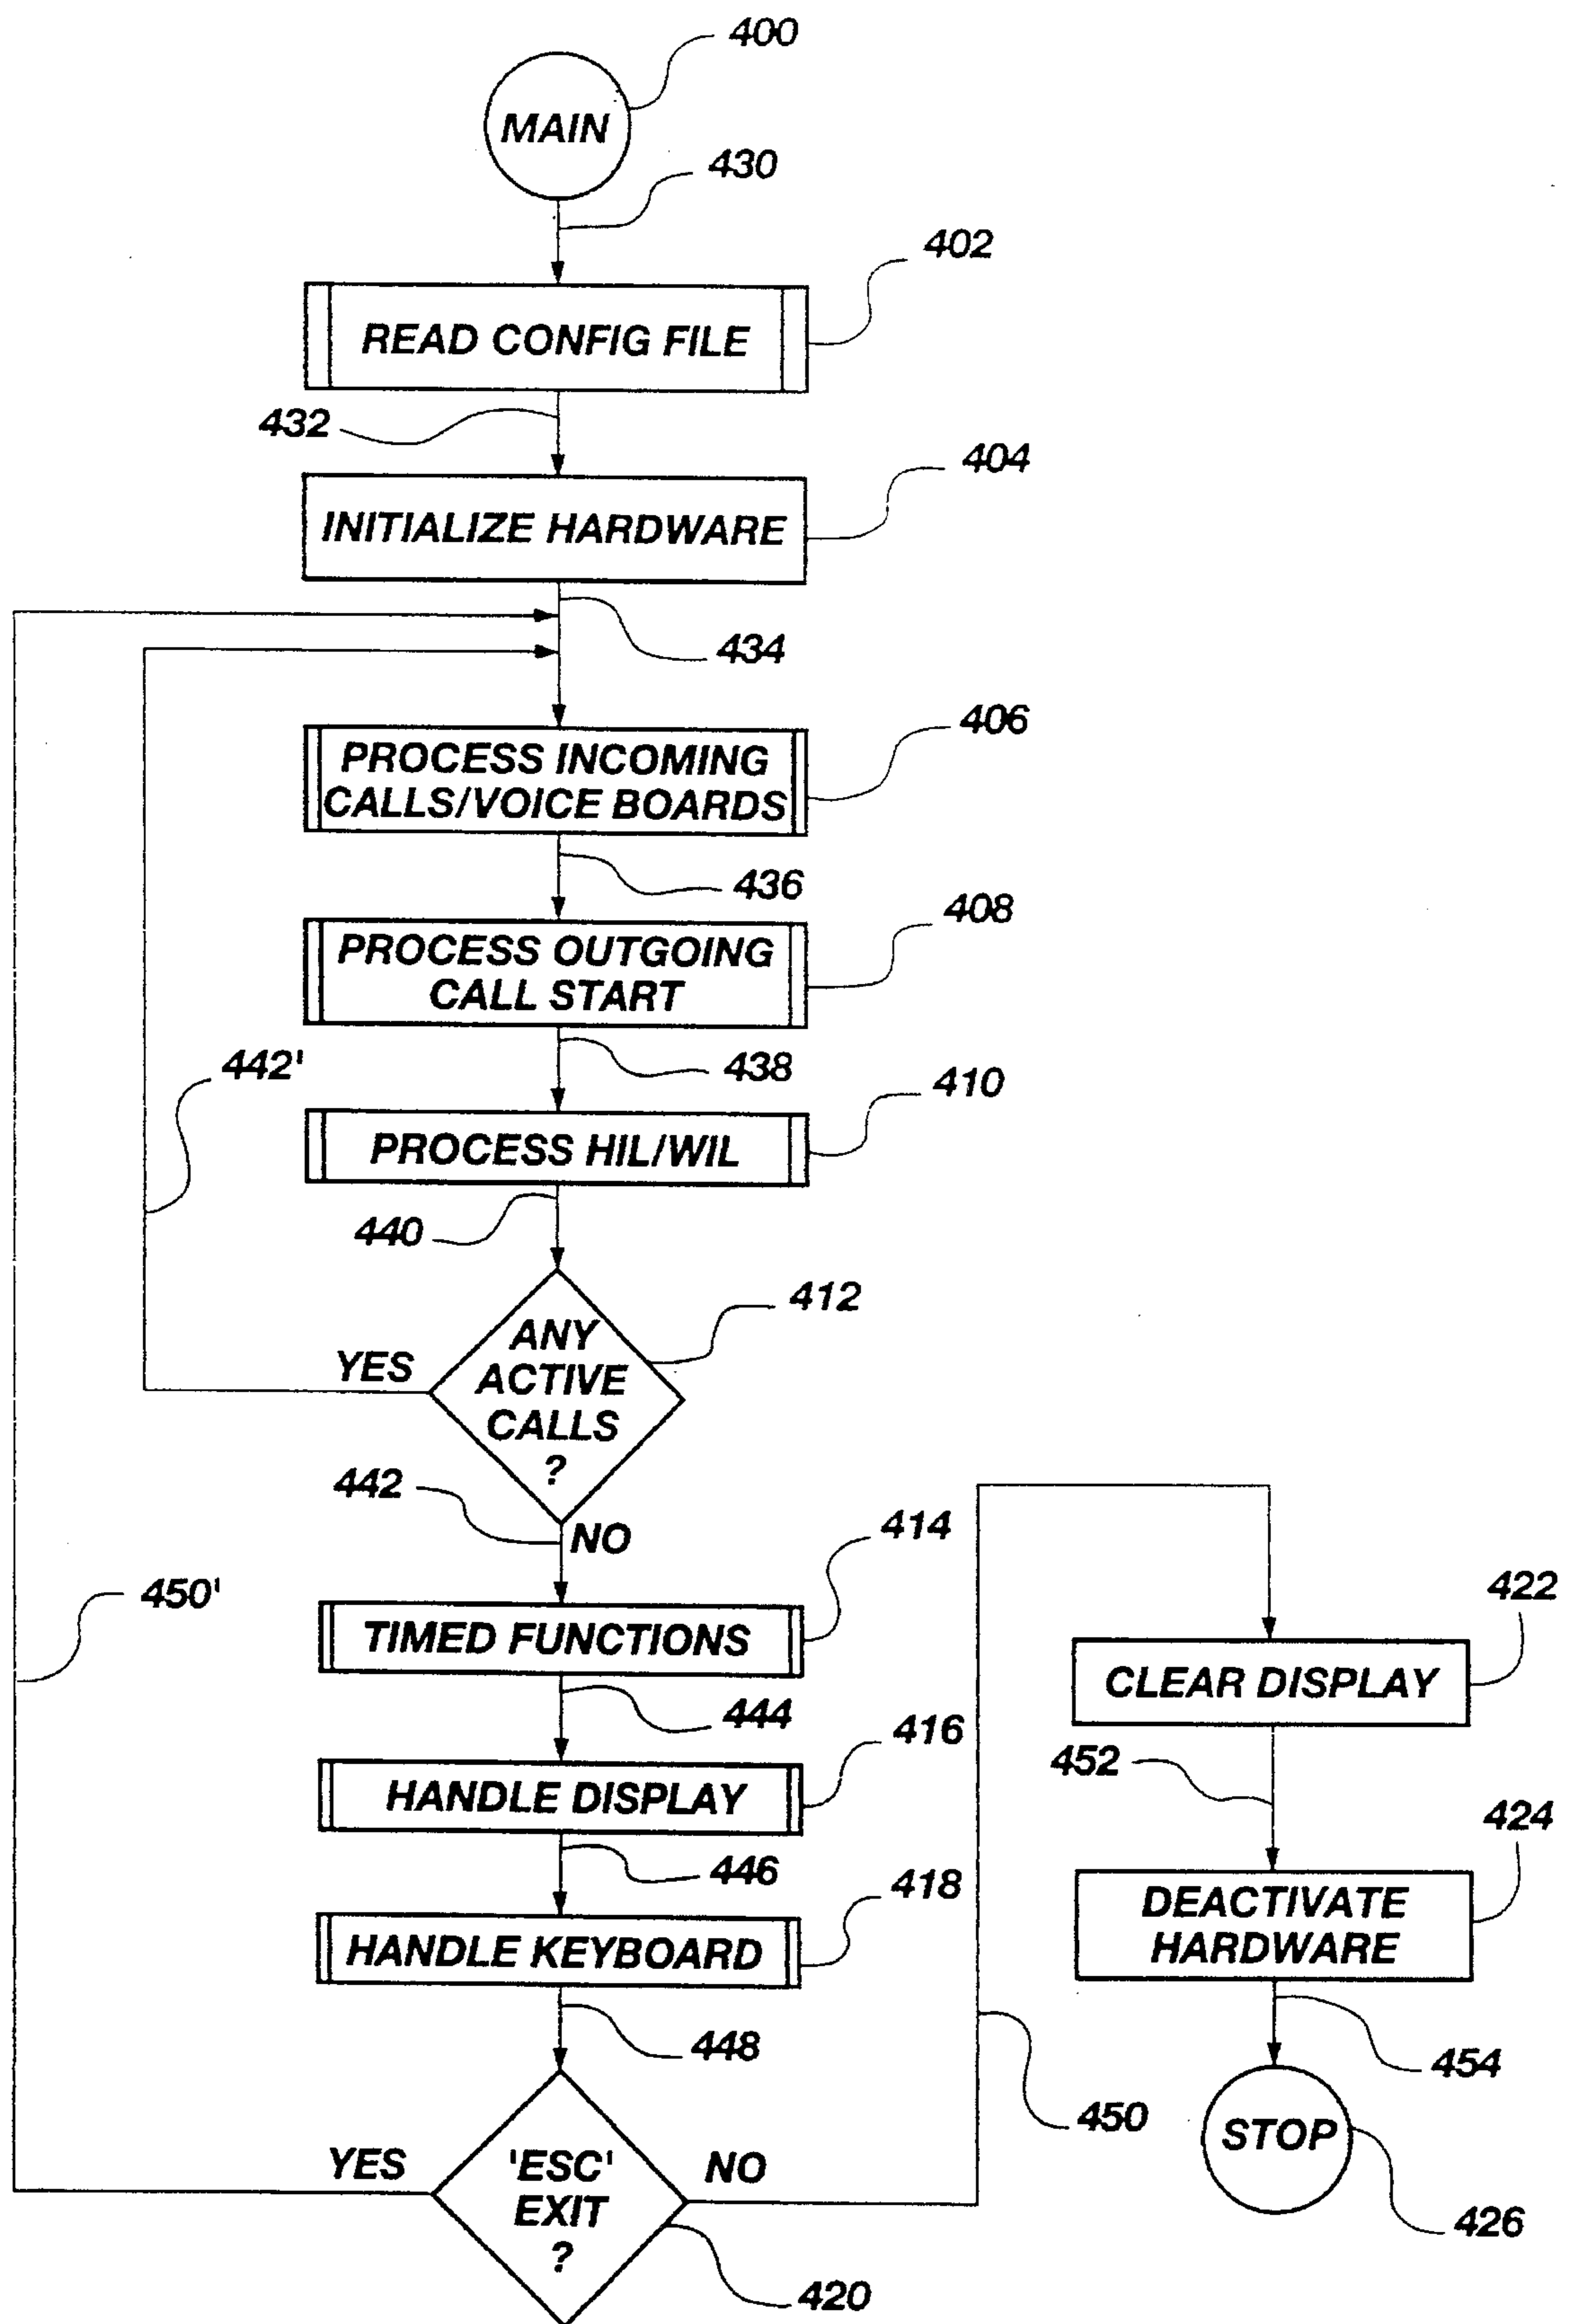 400
MAIN
430
402
READ CONFIG FILE
432
404
INITIALIZE HARDWARE
434
406
PROCESS INCOMING
CALLS/VOICE BOARDS
436
408
PROCESS OUTGOING
CALL START
438
442'
410
PROCESS HIL/WIL
440
412
ANY
ACTIVE
CALLS
?
YES
442
NO
414
TIMED FUNCTIONS
450'
444
416
HANDLE DISPLAY
446
418
HANDLE KEYBOARD
448
YES
'ESC'
EXIT
?
NO
420
450
422
CLEAR DISPLAY
452
424
DEACTIVATE
HARDWARE
454
STOP
426